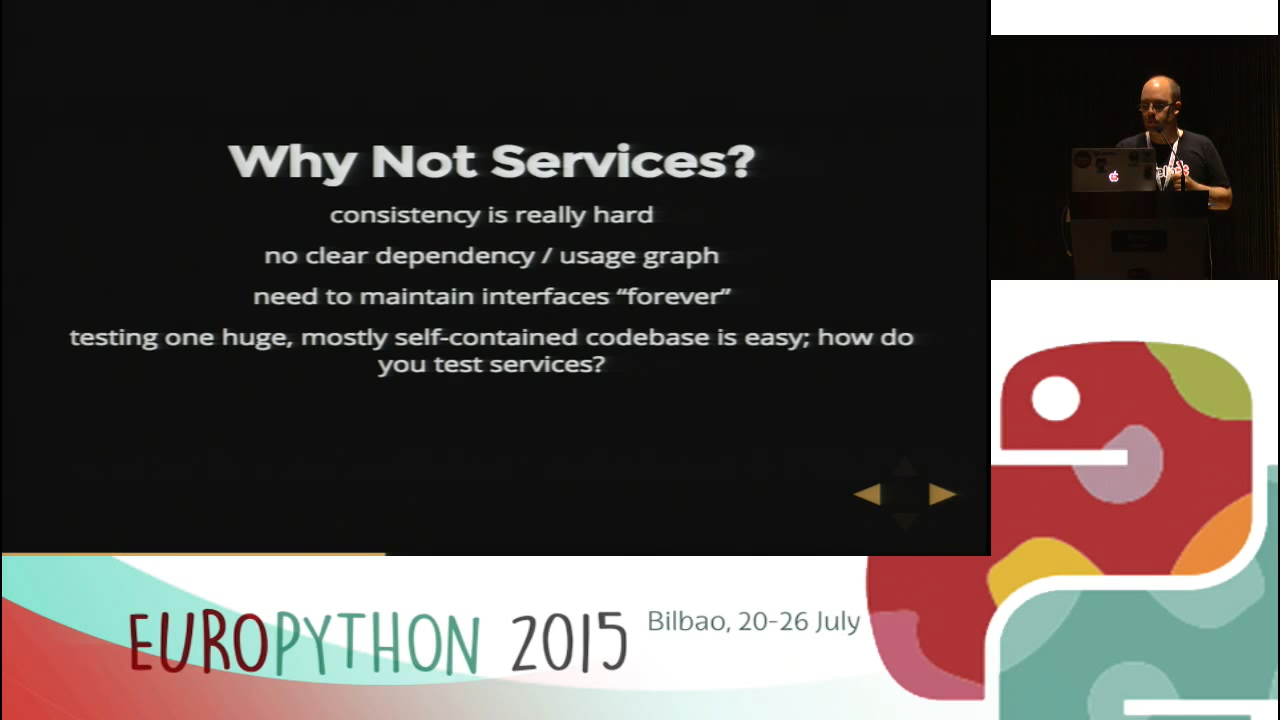 Why Not Services?
consistency is really hard
no clear dependency / usage graph
need to maintain interfaces “forever”
testing one huge, mostly self-contained codebase is easy; how do
you test services?
EUROPYTHON 2015
Bilbao, 20-26 July